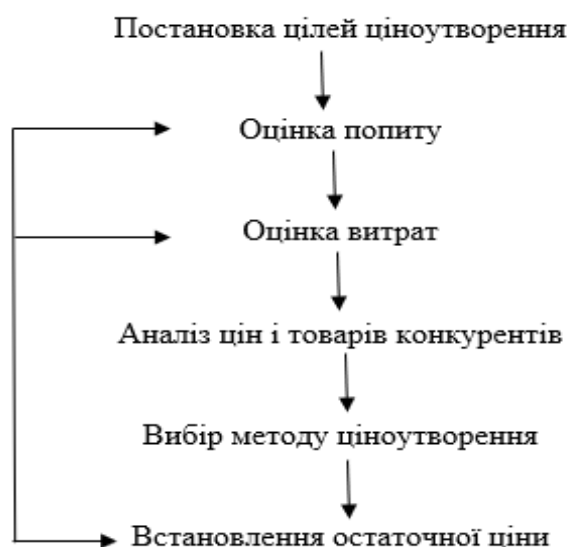 Постановка цілей ціноутворення
Оцінка попиту
Оцінка витрат
Аналіз цін і товарів конкурентів
Вибір методу ціноутворення
Встановлення остаточної ціни